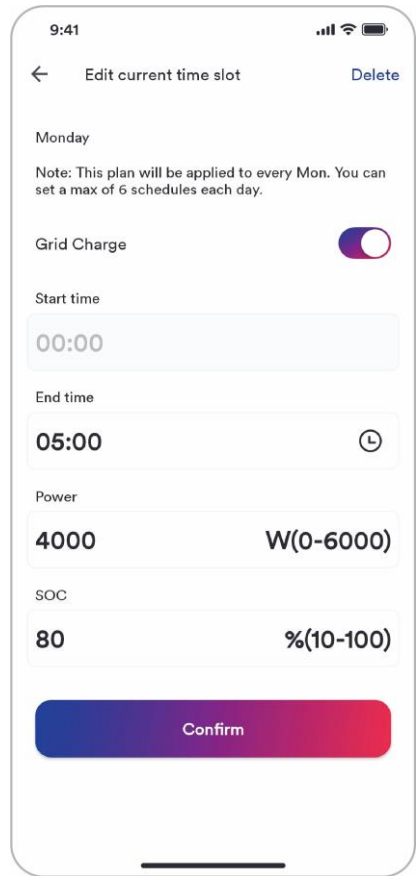 9:41
Edit current time slot Delete
Monday
Note: This plan will be applied to every Mon. You can
set a max of 6 schedules each day.
Grid Charge
Start time
00:00
End time
05:00
Power
4000 W(0-6000)
SOC
80 %(10-100)
Confirm